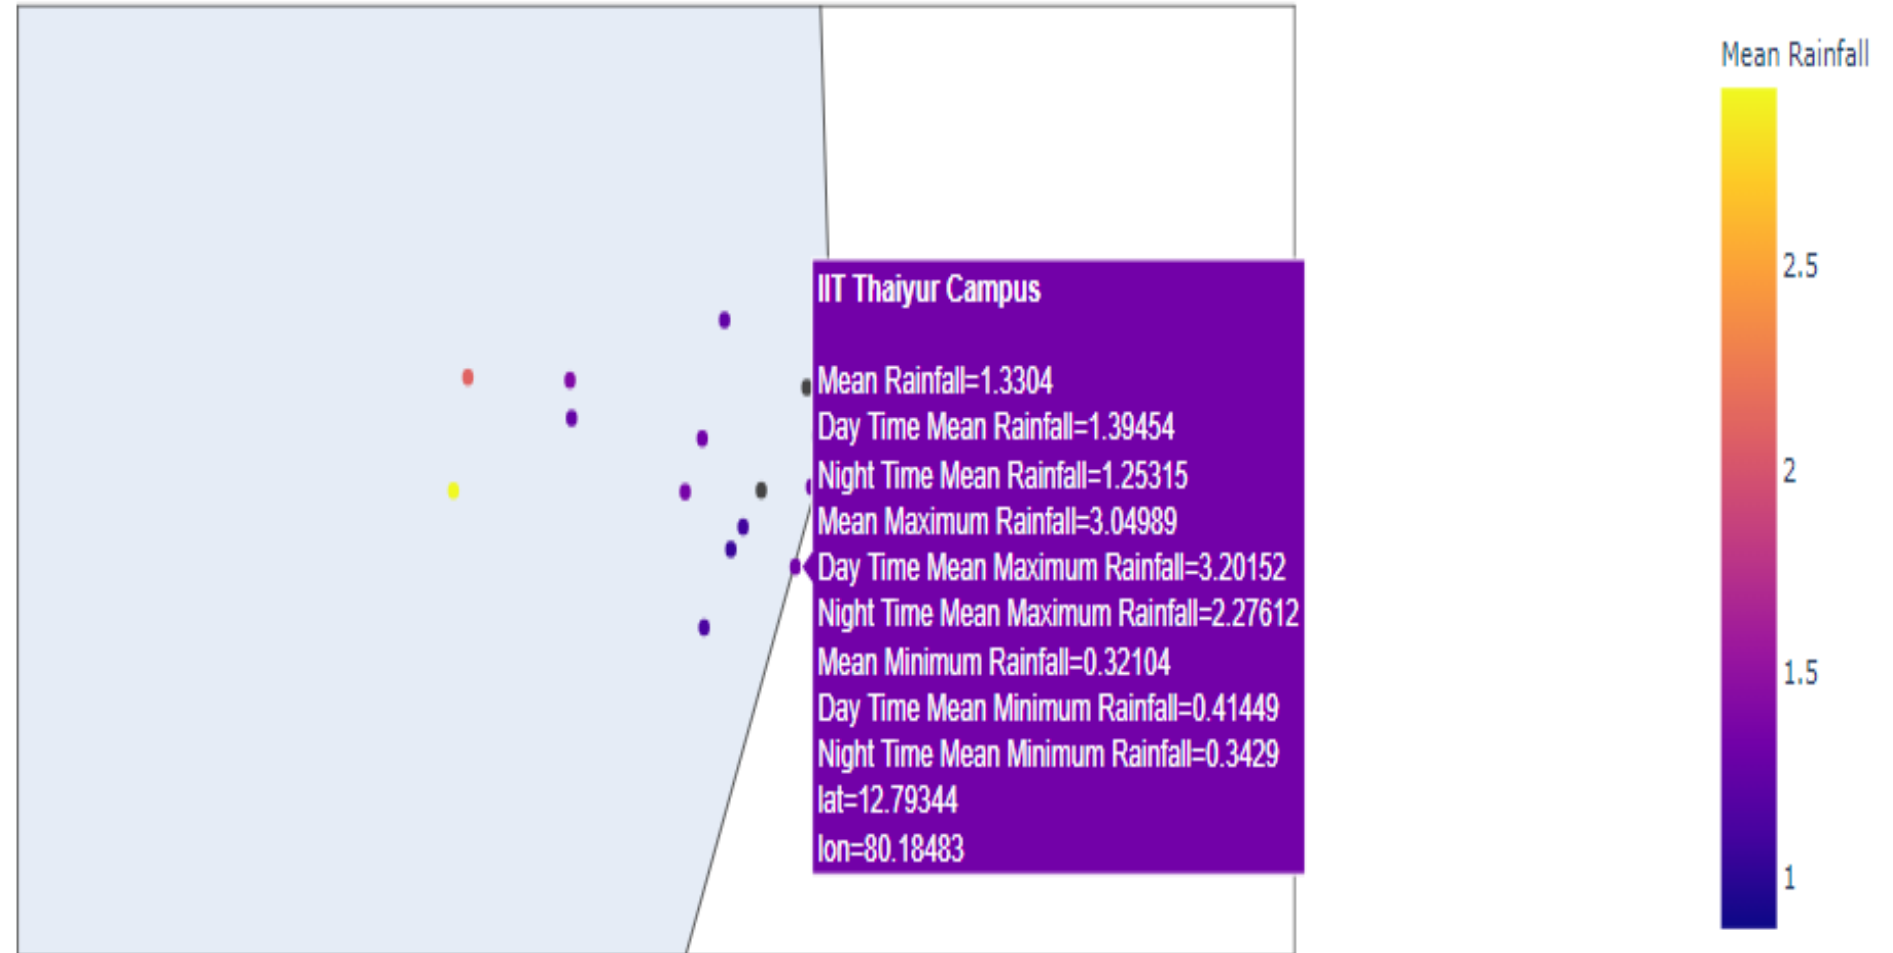 Mean Rainfall
IIT Thaiyur Campus
Mean Rainfall=1.3304
Day Time Mean Rainfall=1.39454
Night Time Mean Rainfall=1.25315
Mean Maximum Rainfall=3.04989
Day Time Mean Maximum Rainfall=3.20152
Night Time Mean Maximum Rainfall=2.27612
Mean Minimum Rainfall=0.32104
Day Time Mean Minimum Rainfall=0.41449
Night Time Mean Minimum Rainfall=0.3429
lat=12.79344
lon=80.18483
2.5
2
1.5
1